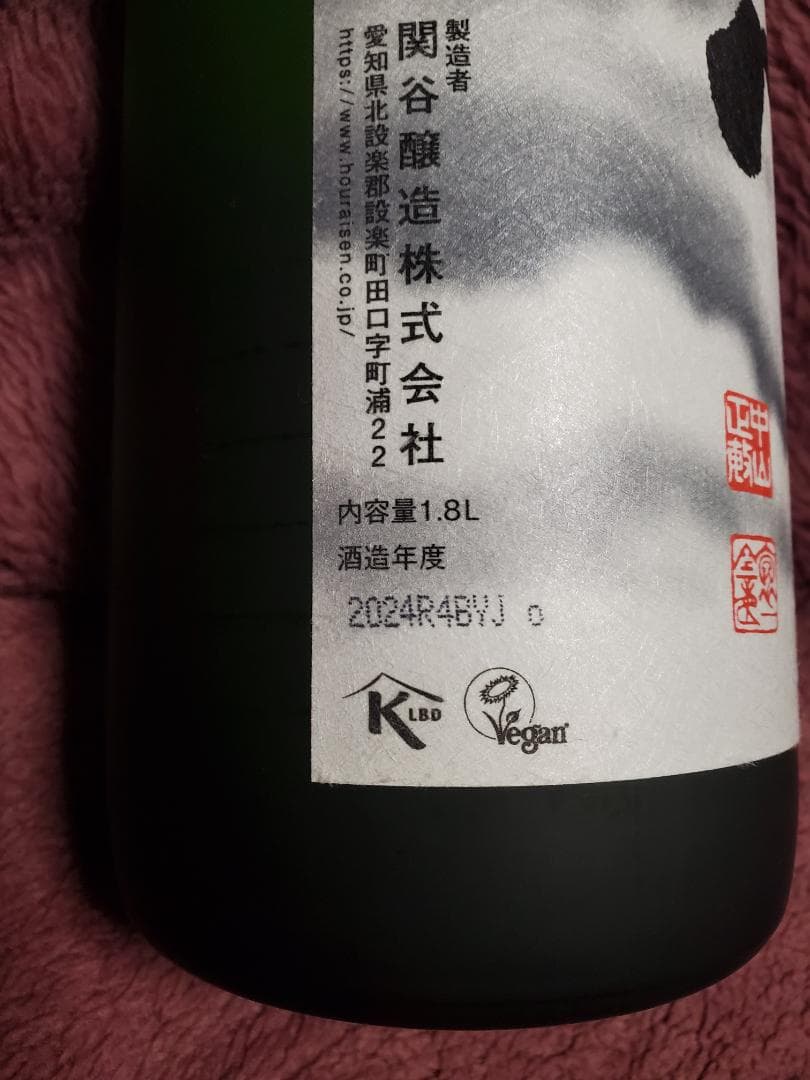 製造者
関谷醸造株式会社
愛知県北設楽郡設楽町田口字町浦22
https://www.houraisen.co.jp/
内容量1.8L
酒造年度
2024R4BYJ o
K LBD
Vegan